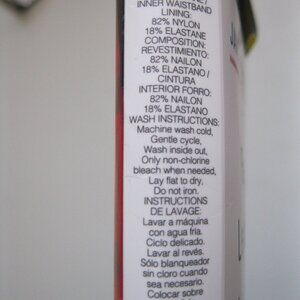 INNER WAISTBAND
LINING:
82% NYLON
18% ELASTANE
COMPOSITION:
REVESTIMIENTO:
82% NAILON
18% ELASTANO /
CINTURA
INTERIOR FORRO:
82% NAILON
18% ELASTANO
WASH INSTRUCTIONS:
Machine wash cold,
Gentle cycle,
Wash inside out,
Only non-chlorine
bleach when needed,
Lay flat to dry,
Do not iron.
INSTRUCTIONS
DE LAVAGE:
Lavar a máquina
con agua fría.
Ciclo delicado.
Lavar al revés.
Sólo blanqueador
sin cloro cuando
sea necesario.
Colocar sobre